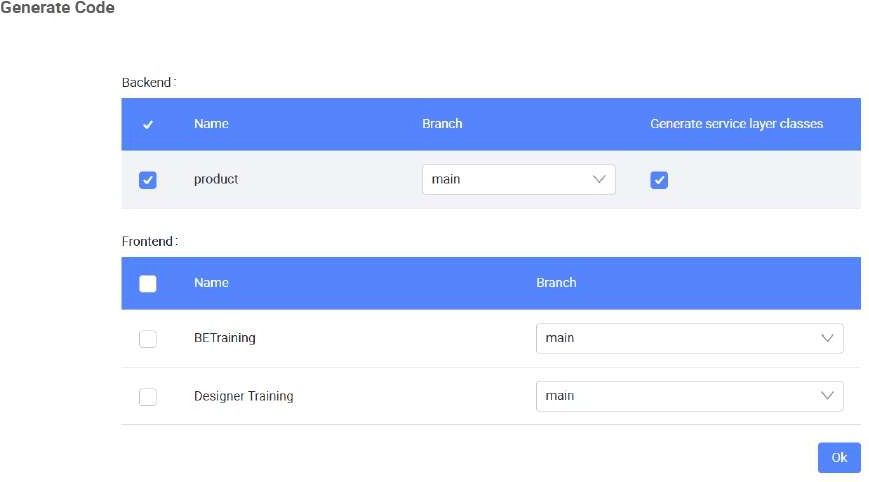 Generate Code
Backend :
Name Branch Generate service layer classes
product main
Frontend :
Name Branch
BETraining main
Designer Training main
Ok